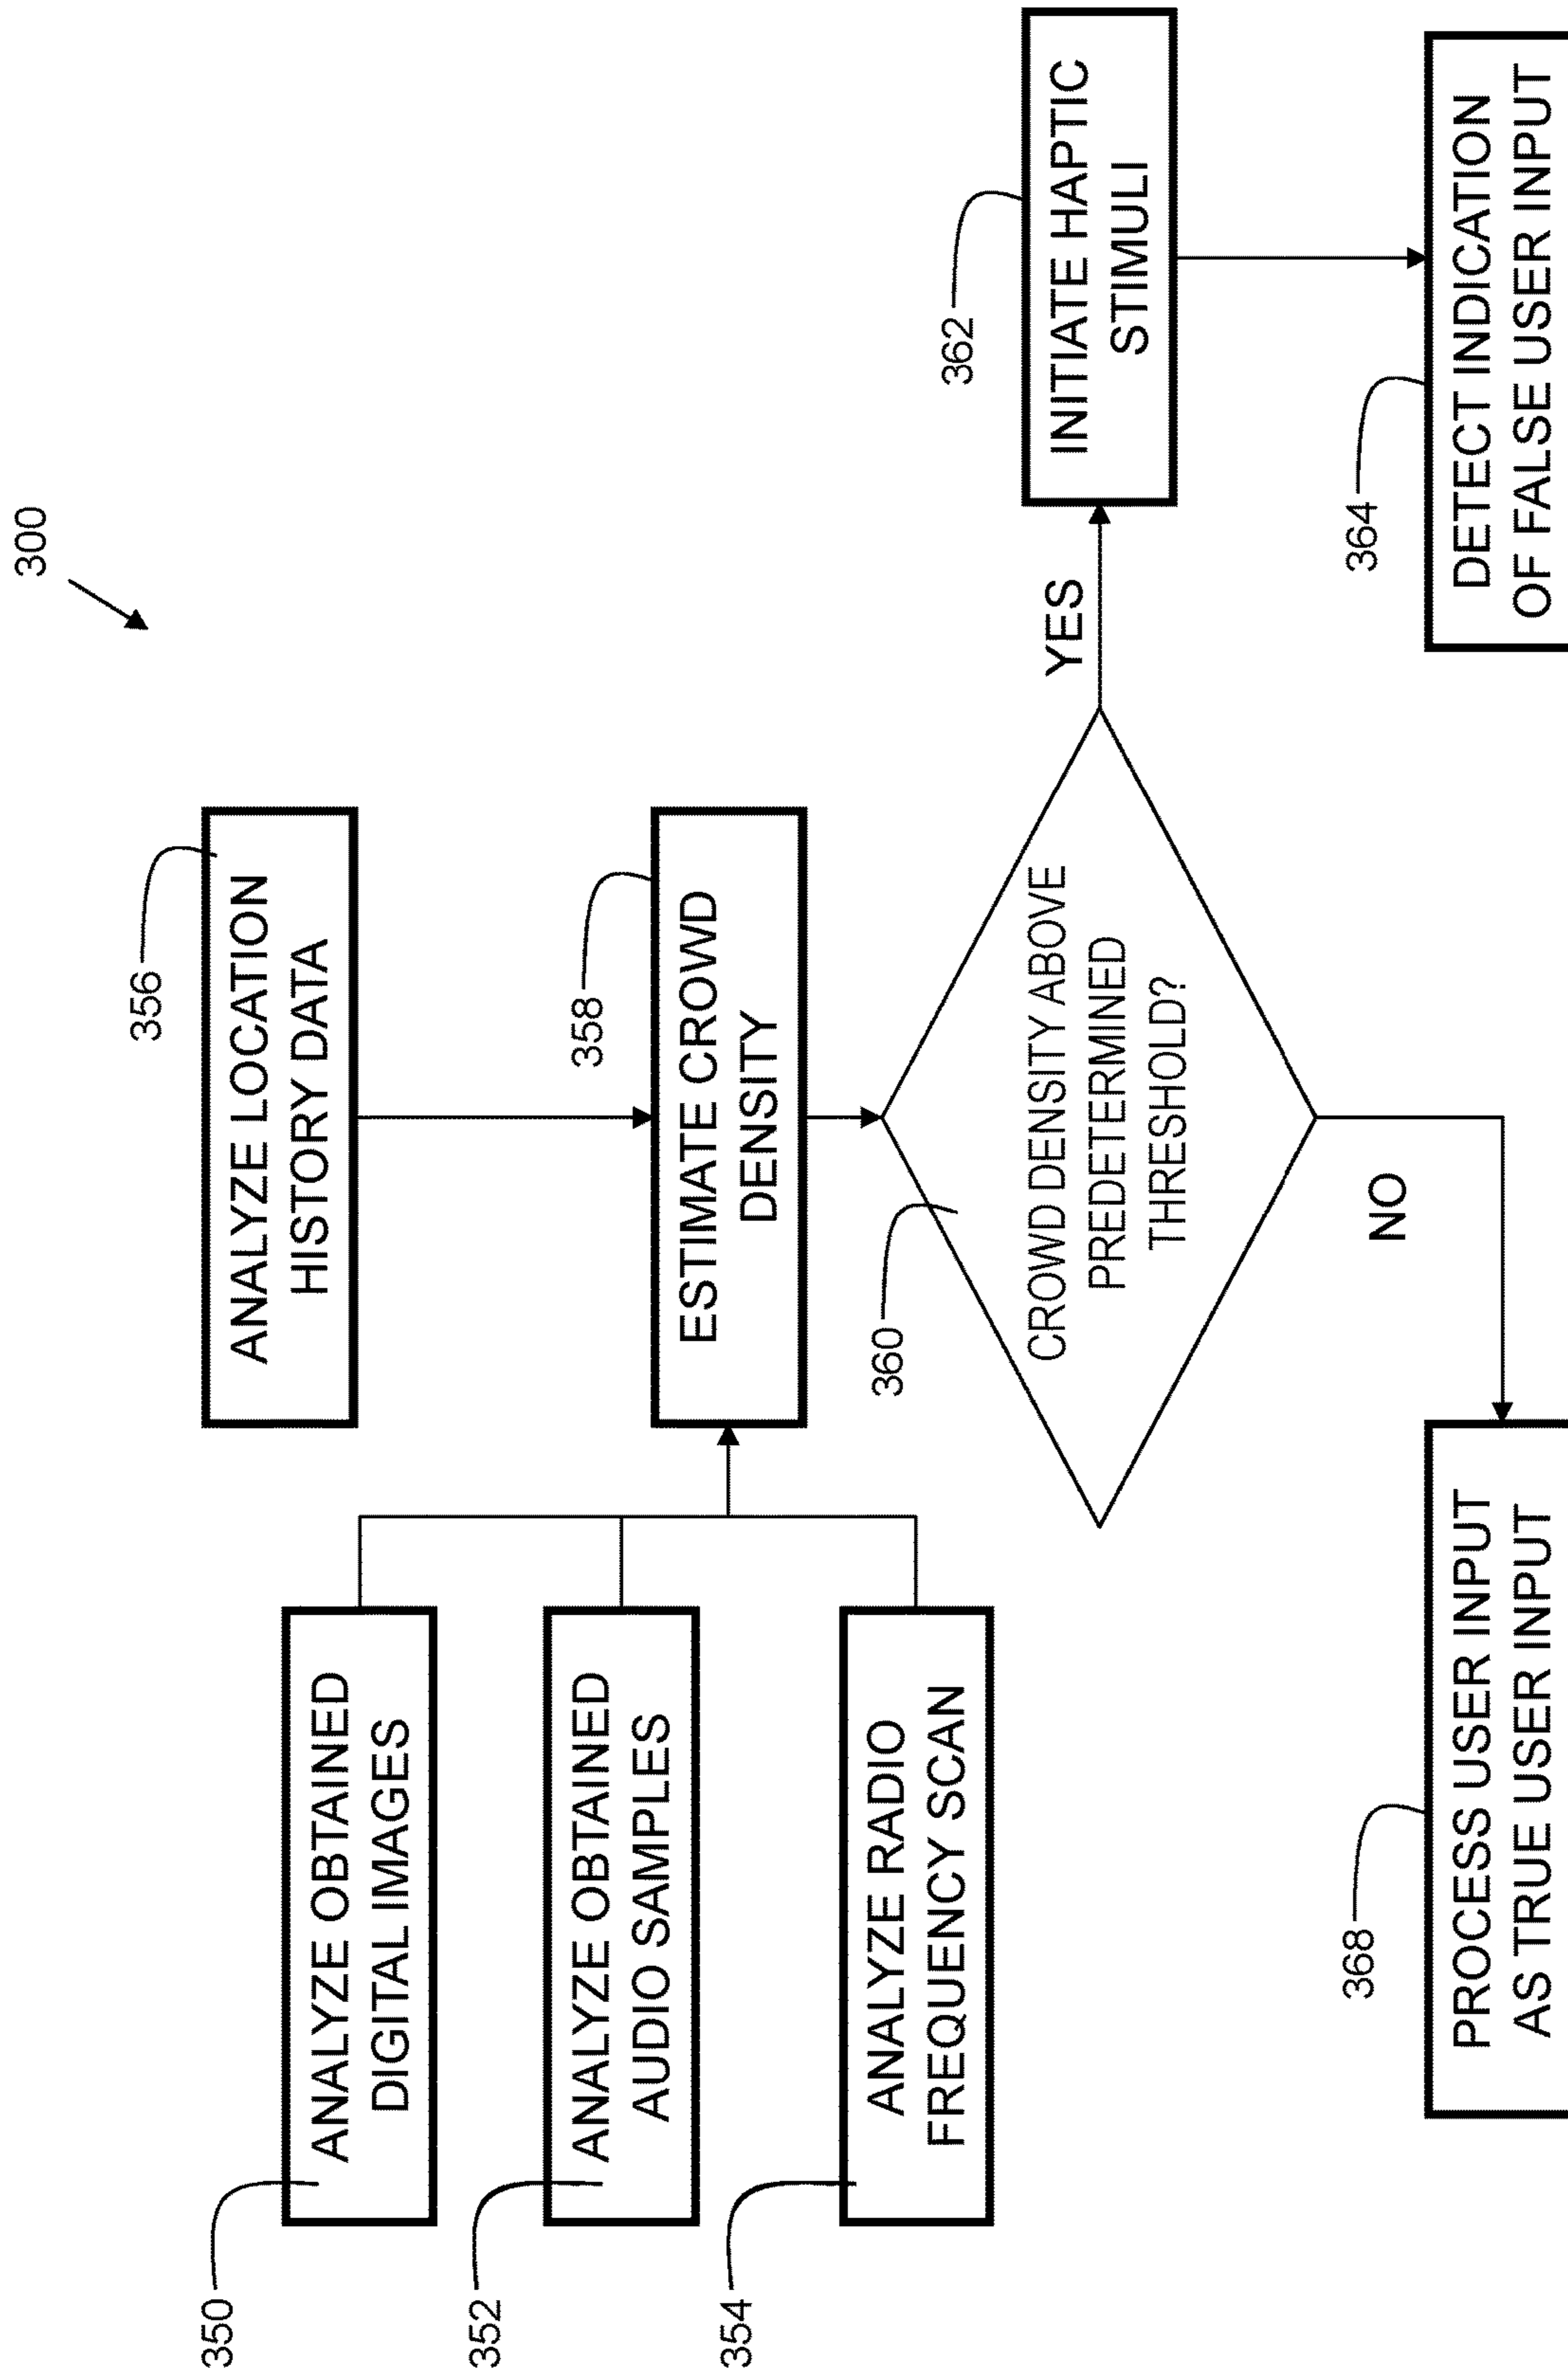 300
356
ANALYZE LOCATION
HISTORY DATA
350
ANALYZE OBTAINED
DIGITAL IMAGES
352
ANALYZE OBTAINED
AUDIO SAMPLES
354
ANALYZE RADIO
FREQUENCY SCAN
358
ESTIMATE CROWD
DENSITY
360
CROWD DENSITY ABOVE
PREDETERMINED
THRESHOLD?
YES
362
INITIATE HAPTIC
STIMULI
NO
368
PROCESS USER INPUT
AS TRUE USER INPUT
364
DETECT INDICATION
OF FALSE USER INPUT